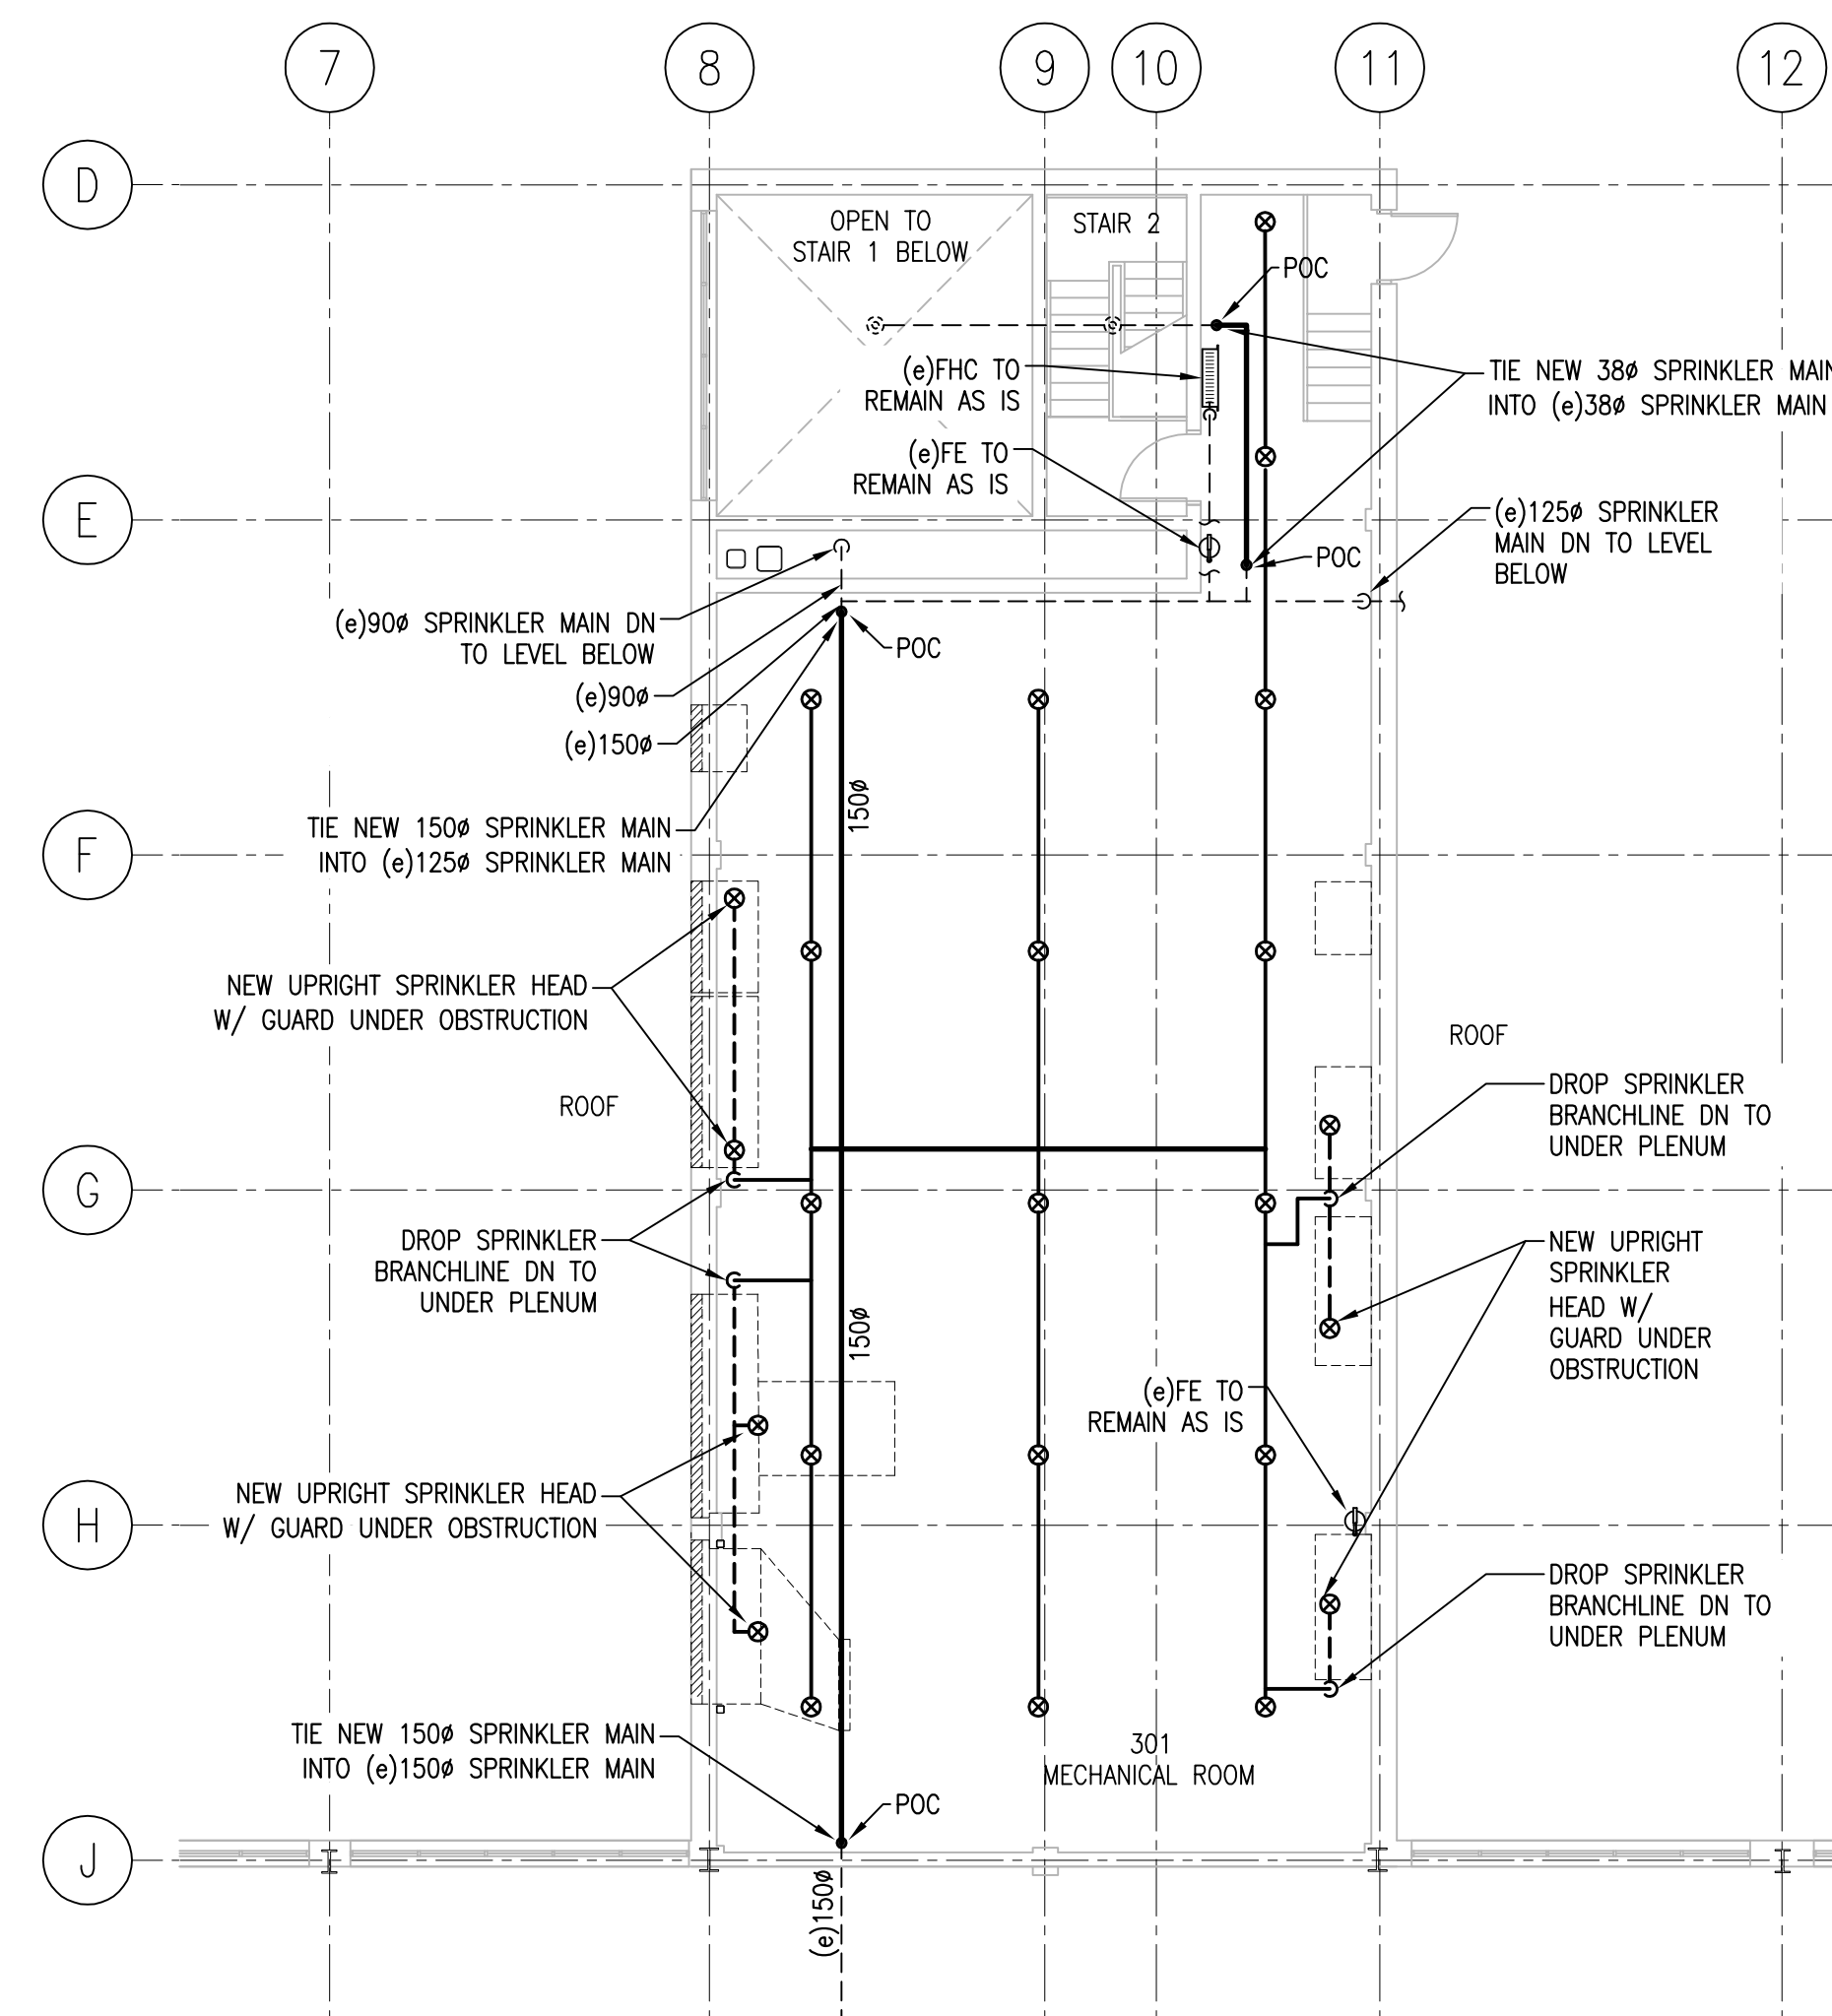 7
8
9
10
11
12
D
E
F
G
H
J
OPEN TO
STAIR 1 BELOW
STAIR 2
POC
(e)FHC TO
REMAIN AS IS
TIE NEW 38ø SPRINKLER MAIN
INTO (e)38ø SPRINKLER MAIN
(e)FE TO
REMAIN AS IS
(e)125ø SPRINKLER
MAIN DN TO LEVEL
BELOW
POC
(e)90ø SPRINKLER MAIN DN
TO LEVEL BELOW
POC
(e)90ø
(e)150ø
150ø
TIE NEW 150ø SPRINKLER MAIN
INTO (e)125ø SPRINKLER MAIN
NEW UPRIGHT SPRINKLER HEAD
W/ GUARD UNDER OBSTRUCTION
ROOF
ROOF
DROP SPRINKLER
BRANCHLINE DN TO
UNDER PLENUM
DROP SPRINKLER
BRANCHLINE DN TO
UNDER PLENUM
NEW UPRIGHT
SPRINKLER
HEAD W/
GUARD UNDER
OBSTRUCTION
150ø
(e)FE TO
REMAIN AS IS
NEW UPRIGHT SPRINKLER HEAD
W/ GUARD UNDER OBSTRUCTION
DROP SPRINKLER
BRANCHLINE DN TO
UNDER PLENUM
TIE NEW 150ø SPRINKLER MAIN
INTO (e)150ø SPRINKLER MAIN
301
MECHANICAL ROOM
POC
(e)150ø